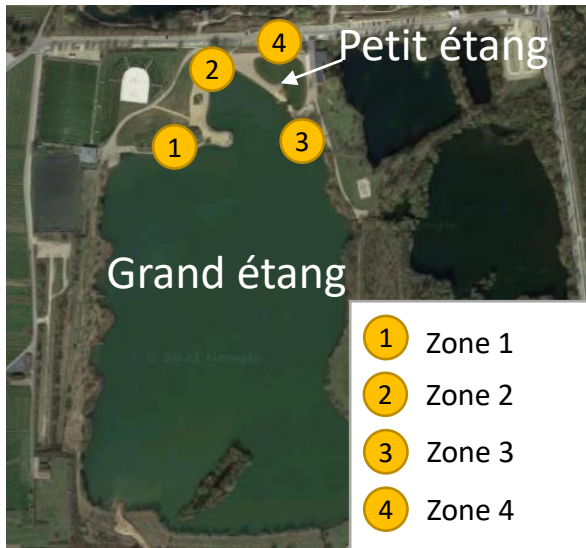 4
2
Petit étang
1
3
Grand étang
© 2021 Google
1 Zone 1
2 Zone 2
3 Zone 3
4 Zone 4